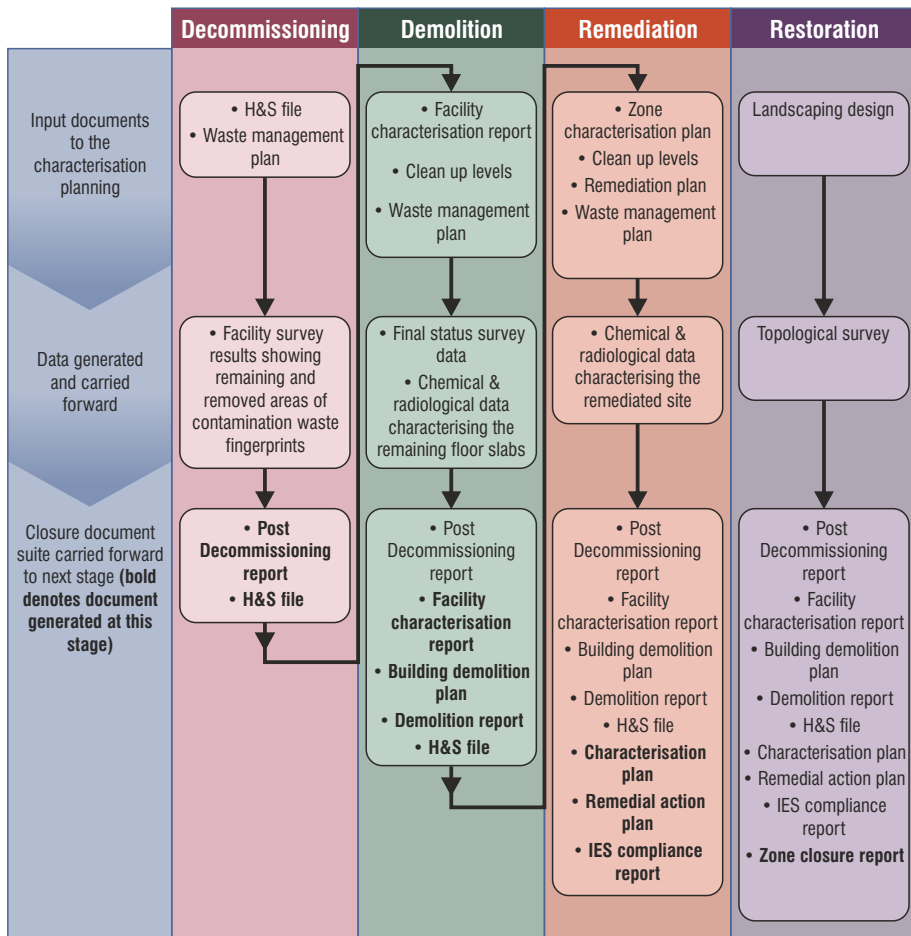 Decommissioning
Demolition
Remediation
Restoration
Input documents
to the
characterisation
planning
• H&S file
• Waste management
plan
• Facility
characterisation report
• Clean up levels
• Waste management
plan
• Zone
characterisation plan
• Clean up levels
• Remediation plan
• Waste management
plan
Landscaping design
Data generated
and carried
forward
• Facility survey
results showing
remaining and
removed areas of
contamination waste
fingerprints
• Final status survey
data
• Chemical &
radiological data
characterising the
remaining floor slabs
• Chemical &
radiological data
characterising the
remediated site
Topological survey
Closure document
suite carried forward
to next stage (bold
denotes document
generated at this
stage)
• Post
Decommissioning
report
• H&S file
• Post
Decommissioning
report
• Facility
characterisation
report
• Building demolition
plan
• Demolition report
• H&S file
• Post
Decommissioning
report
• Facility
characterisation report
• Building demolition
plan
• Demolition report
• H&S file
• Characterisation
plan
• Remedial action
plan
• IES compliance
report
• Post
Decommissioning
report
• Facility
characterisation report
• Building demolition
plan
• Demolition report
• H&S file
• Characterisation plan
• Remedial action plan
• IES compliance
report
• Zone closure report